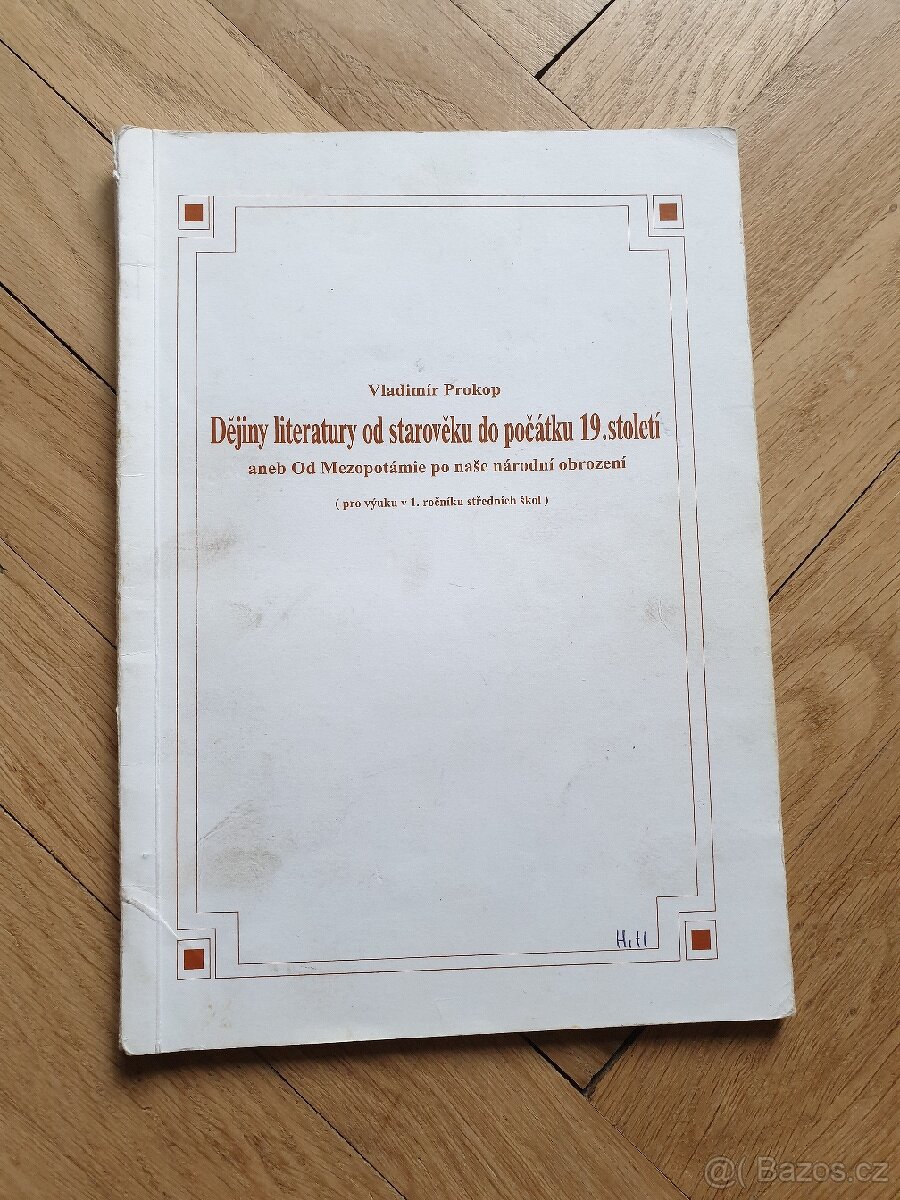 Vladimír Prokop
Dějiny literatury od starověku do počátku 19.století
aneb Od Mezopotámie po naše národní obrození
( pro výuku v 1. ročníku středních škol )
@( Bazos.cz